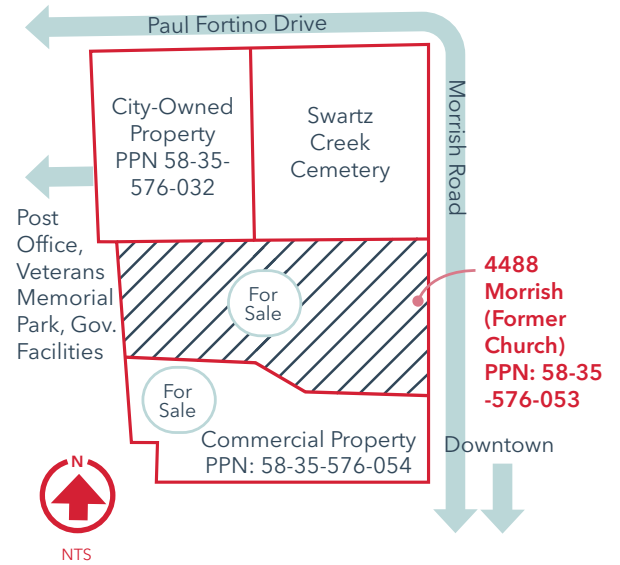 Paul Fortino Drive
City-Owned
Property
PPN 58-35-
576-032
Swartz
Creek
Cemetery
Morrish Road
Post
Office,
Veterans
Memorial
Park, Gov.
Facilities
For
Sale
4488
Morrish
(Former
Church)
PPN: 58-35
-576-053
For
Sale
Commercial Property
PPN: 58-35-576-054
Downtown
N
NTS